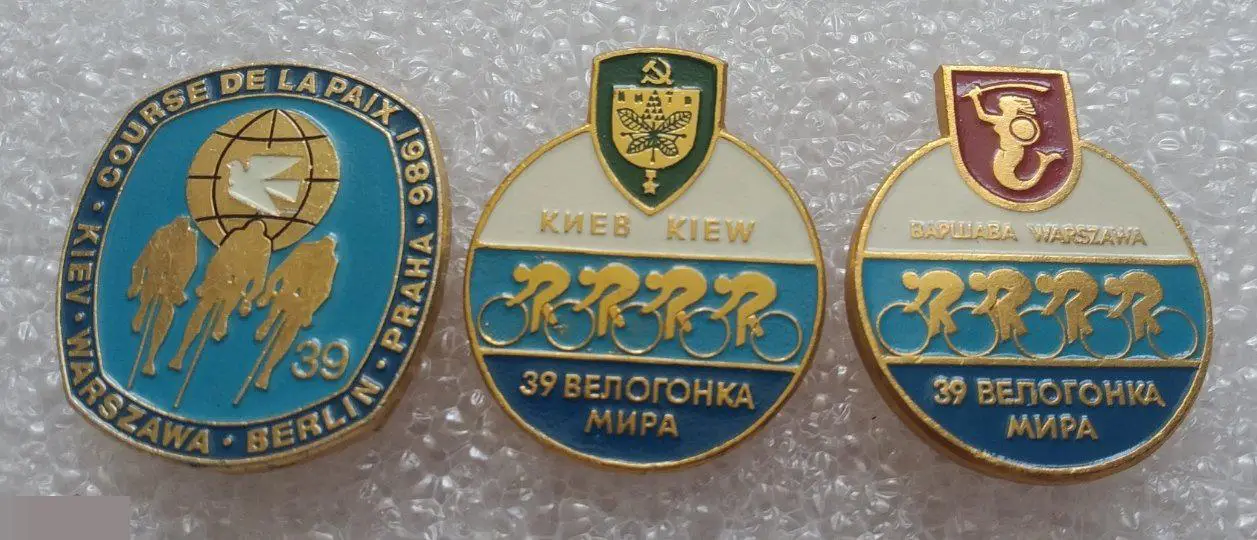 COURSE DE LA PAIX 1986 · PRAHA · BERLIN · WARSZAWA · KIEV ·
39
КИЇВ
КИЕВ KIEW
39 ВЕЛОГОНКА
МИРА
ВАРШАВА WARSZAWA
39 ВЕЛОГОНКА
МИРА